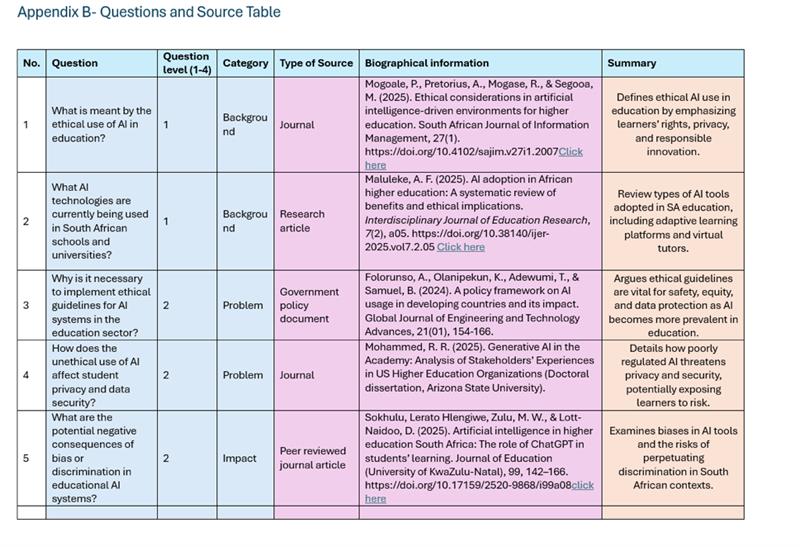 Appendix B- Questions and Source Table
No. Question Question level (1-4) Category Type of Source Biographical information Summary
1
What is meant by the
ethical use of AI in
education?
1
Backgrou
nd
Journal
Mogoale, P., Pretorius, A., Mogase, R., & Segooa,
M. (2025). Ethical considerations in artificial
intelligence-driven environments for higher
education. South African Journal of Information
Management, 27(1).
https://doi.org/10.4102/sajim.v27i1.2007Click
here
Defines ethical AI use in
education by emphasizing
learners' rights, privacy,
and responsible
innovation.
2
What AI
technologies are
currently being used
in South African
schools and
universities?
1
Backgrou
nd
Research
article
Maluleke, A. F. (2025). AI adoption in African
higher education: A systematic review of
benefits and ethical implications.
Interdisciplinary Journal of Education Research,
7(2), a05. https://doi.org/10.38140/ijer-
2025.vol7.2.05 Click here
Review types of AI tools
adopted in SA education,
including adaptive learning
platforms and virtual
tutors.
3
Why is it necessary
to implement ethical
guidelines for AI
systems in the
education sector?
2
Problem
Government
policy
document
Folorunso, A., Olanipekun, K., Adewumi, T., &
Samuel, B. (2024). A policy framework on AI
usage in developing countries and its impact.
Global Journal of Engineering and Technology
Advances, 21(01), 154-166.
Argues ethical guidelines
are vital for safety, equity,
and data protection as AI
becomes more prevalent in
education.
4
How does the
unethical use of AI
affect student
privacy and data
security?
2
Problem
Journal
Mohammed, R. R. (2025). Generative AI in the
Academy: Analysis of Stakeholders' Experiences
in US Higher Education Organizations (Doctoral
dissertation, Arizona State University).
Details how poorly
regulated AI threatens
privacy and security,
potentially exposing
learners to risk.
5
What are the
potential negative
consequences of
bias or
discrimination in
educational AI
systems?
2
Impact
Peer reviewed
journal article
Sokhulu, Lerato Hlengiwe, Zulu, M. W., & Lott-
Naidoo, D. (2025). Artificial intelligence in higher
education South Africa: The role of ChatGPT in
students' learning. Journal of Education
(University of KwaZulu-Natal), 99, 142–166.
https://doi.org/10.17159/2520-9868/i99a08click
here
Examines biases in AI tools
and the risks of
perpetuating
discrimination in South
African contexts.